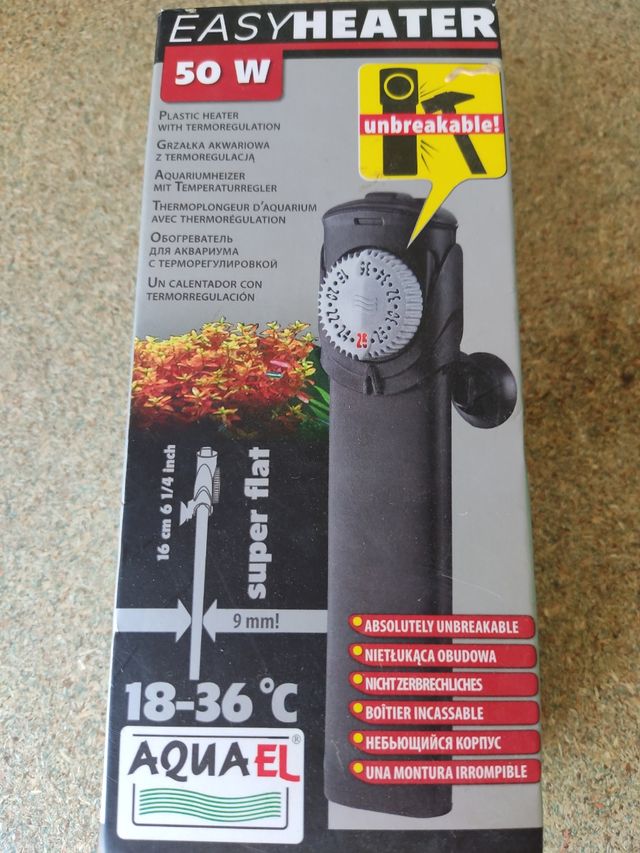 EASYHEATER
50 W
unbreakable!
PLASTIC HEATER
WITH TERMOREGULATION
GRZAŁKA AKWARIOWA
Z TERMOREGULACJĄ
AQUARIUMHEIZER
MIT TEMPERATURREGLER
THERMOPLONGEUR D'AQUARIUM
AVEC THERMORÉGULATION
ОБОГРЕВАТЕЛЬ
ДЛЯ АКВАРИУМА
С ТЕРМОРЕГУЛИРОВКОЙ
UN CALENTADOR CON
TERMORREGULACIÓN
16 cm 6 1/4 inch
super flat
9 mm!
18-36 °C
AQUAEL®
ABSOLUTELY UNBREAKABLE
NIETŁUKĄCA OBUDOWA
NICHT ZERBRECHLICHES
BOÎTIER INCASSABLE
НЕБЬЮЩИЙСЯ КОРПУС
UNA MONTURA IRROMPIBLE